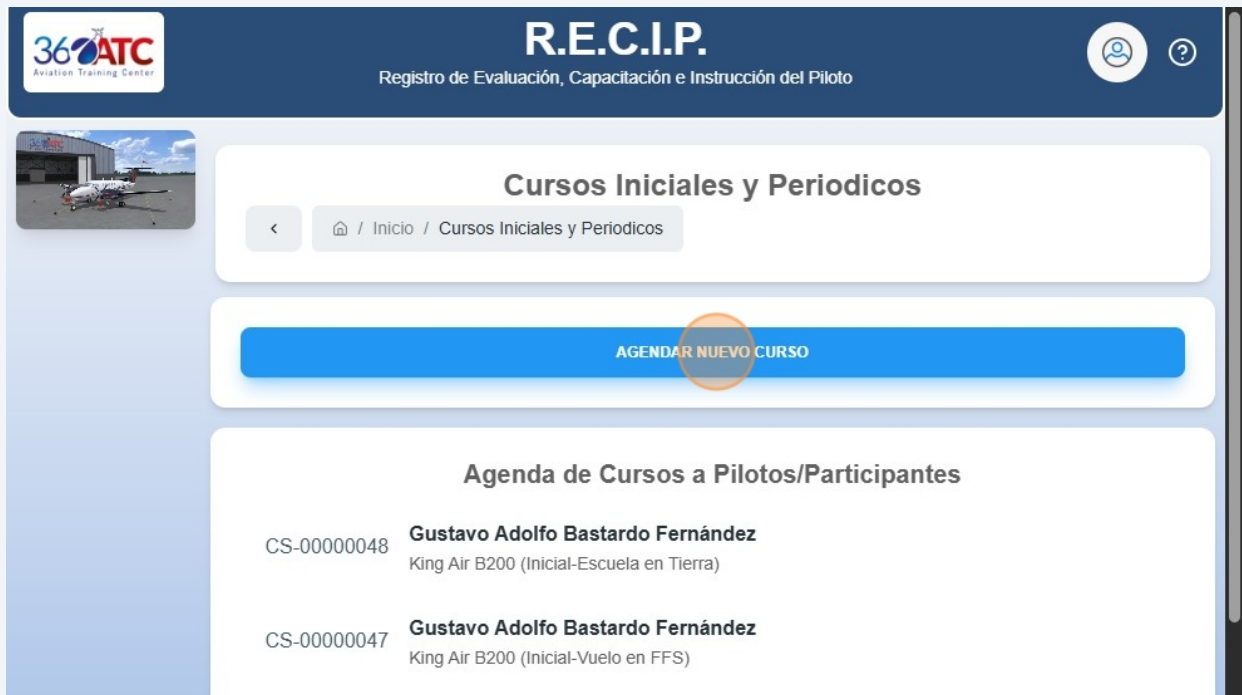 360ATC
Aviation Training Center
R.E.C.I.P.
Registro de Evaluación, Capacitación e Instrucción del Piloto
Cursos Iniciales y Periodicos
/ Inicio / Cursos Iniciales y Periodicos
AGENDAR NUEVO CURSO
Agenda de Cursos a Pilotos/Participantes
CS-00000048
Gustavo Adolfo Bastardo Fernández
King Air B200 (Inicial-Escuela en Tierra)
CS-00000047
Gustavo Adolfo Bastardo Fernández
King Air B200 (Inicial-Vuelo en FFS)